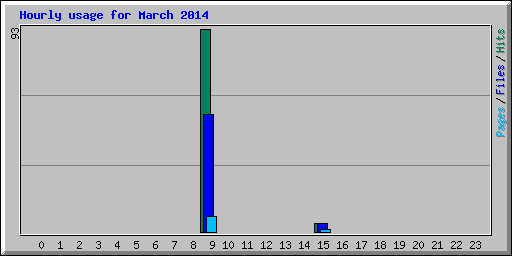 Hourly usage for March 2014
93
Pages/Files/Hits
0 1 2 3 4 5 6 7 8 9 10 11 12 13 14 15 16 17 18 19 20 21 22 23